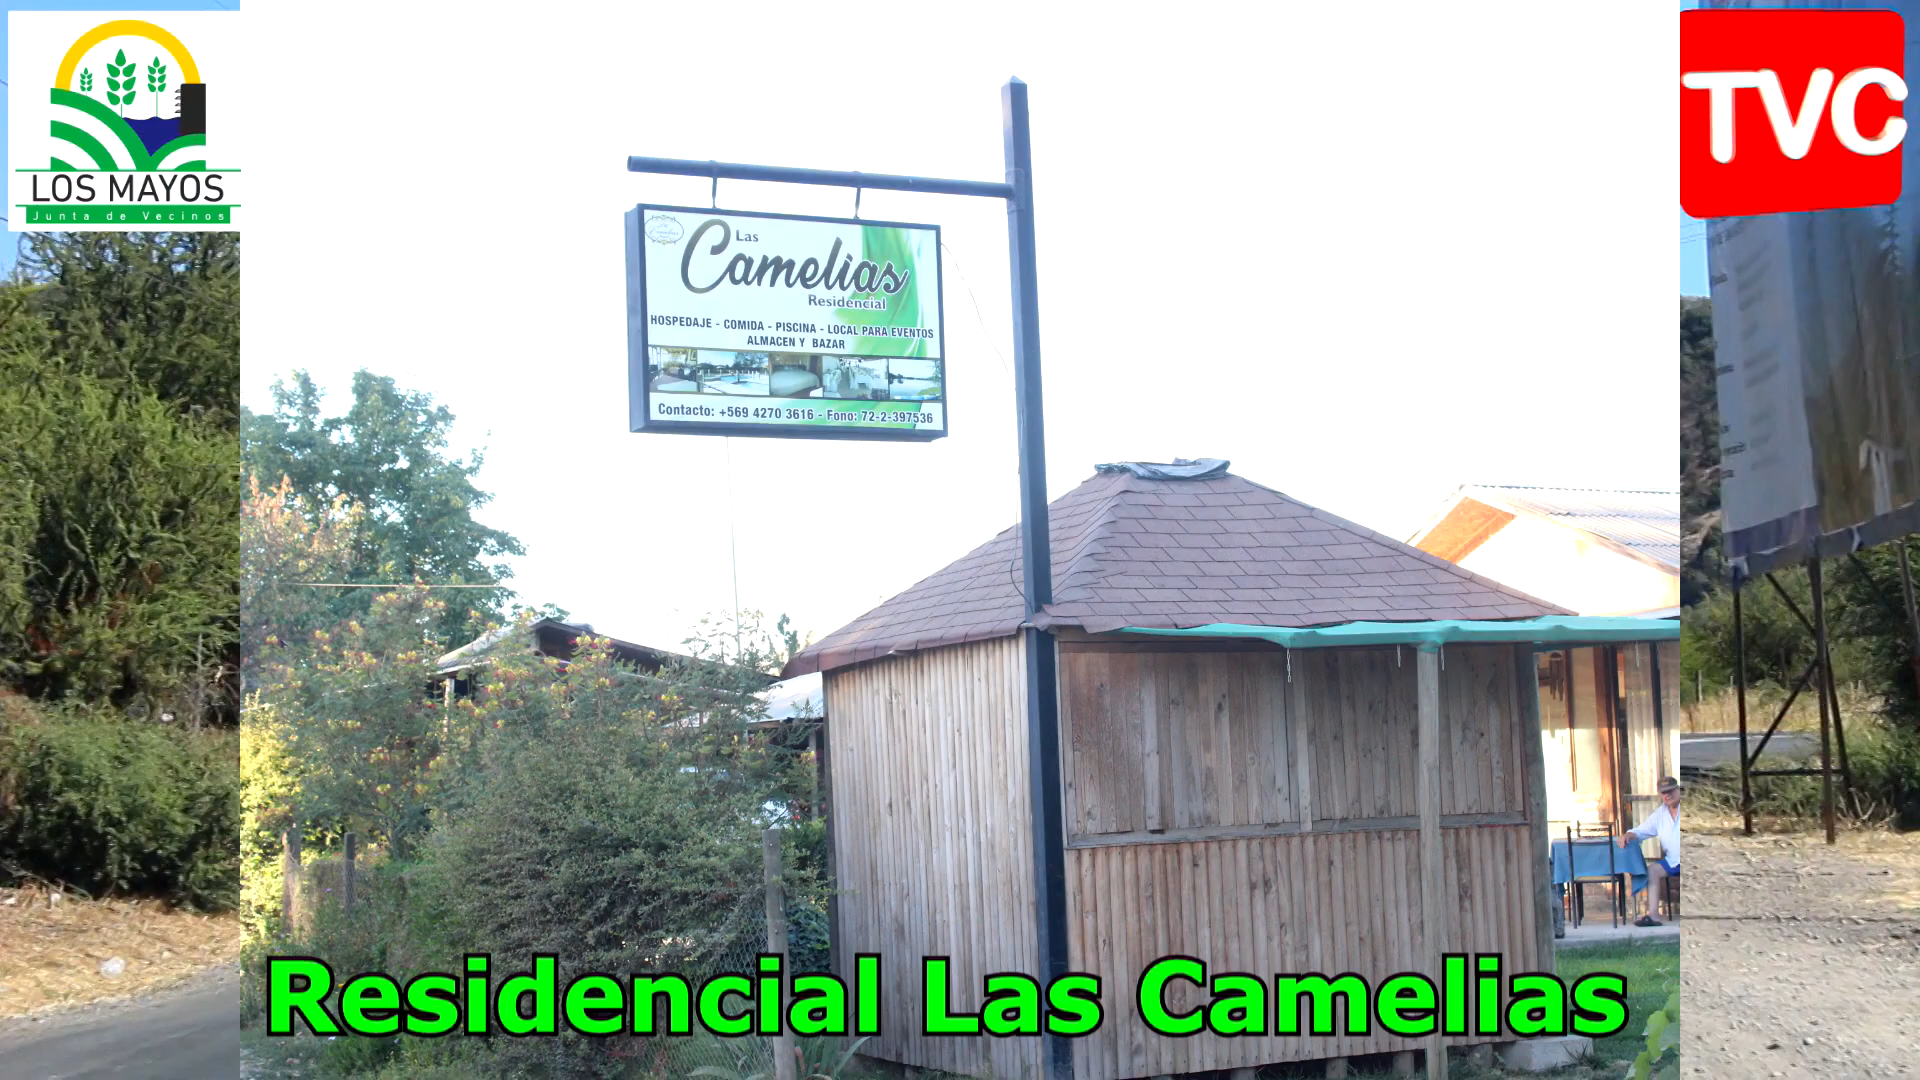 LOS MAYOS
Junta de Vecinos
TVC
Las
Camelias
Residencial
HOSPEDAJE - COMIDA - PISCINA - LOCAL PARA EVENTOS
ALMACEN Y BAZAR
Contacto: +569 4270 3616 - Fono: 72-2-397536
Residencial Las Camelias